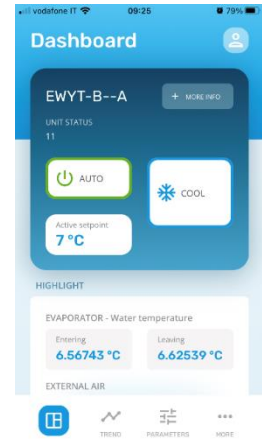 vodafone IT 09:25 79%
Dashboard
EWYT-B--A
+ MORE INFO
UNIT STATUS
11
AUTO
COOL
Active setpoint
7 °C
HIGHLIGHT
EVAPORATOR - Water temperature
Entering
6.56743 °C
Leaving
6.62539 °C
EXTERNAL AIR
TREND PARAMETERS MORE